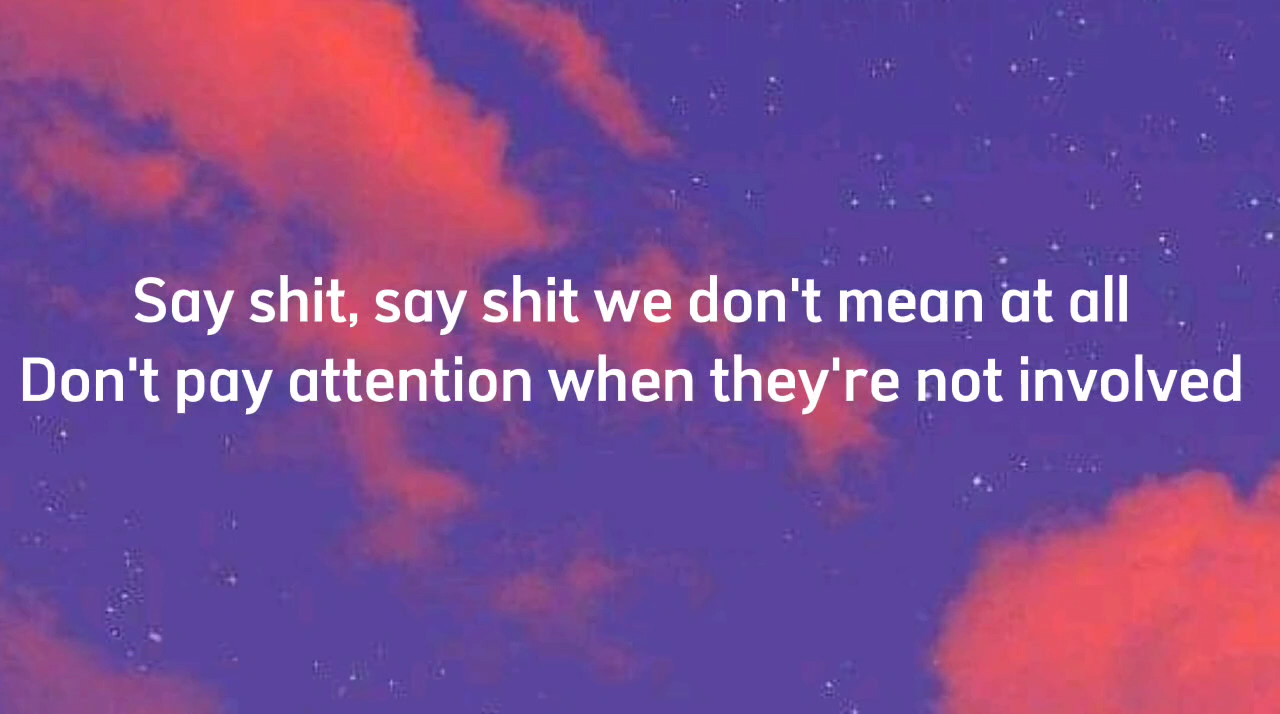 Say shit, say shit we don't mean at all
Don't pay attention when they're not involved